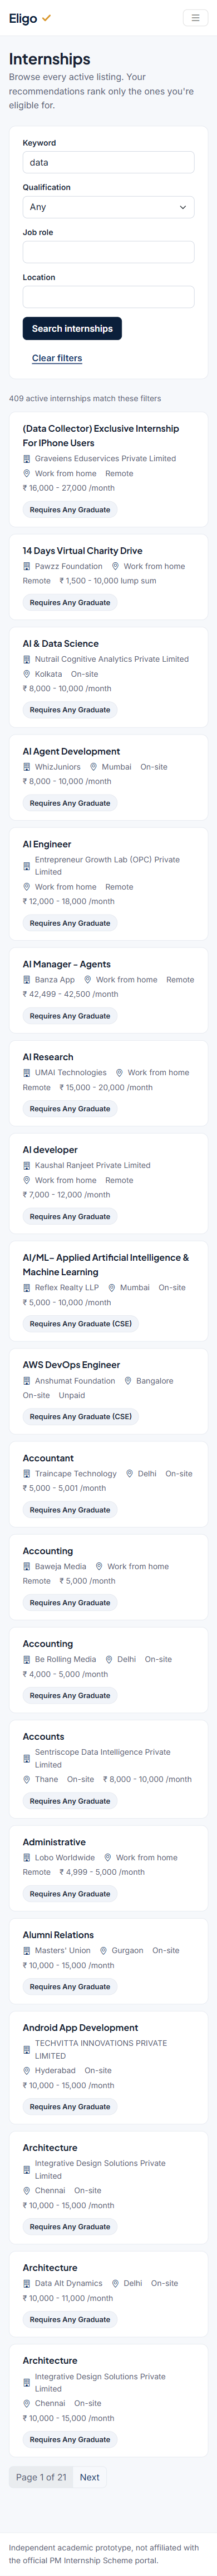 Eligo
Internships
Browse every active listing. Your
recommendations rank only the ones you're
eligible for.
Keyword
data
Qualification
Any
Job role
Location
Search internships
Clear filters
409 active internships match these filters
(Data Collector) Exclusive Internship
For IPhone Users
Graveiens Eduservices Private Limited
Work from home Remote
₹ 16,000 - 27,000 /month
Requires Any Graduate
14 Days Virtual Charity Drive
Pawzz Foundation Work from home
Remote ₹ 1,500 - 10,000 lump sum
Requires Any Graduate
AI & Data Science
Nutrail Cognitive Analytics Private Limited
Kolkata On-site
₹ 8,000 - 10,000 /month
Requires Any Graduate
AI Agent Development
WhizJuniors Mumbai On-site
₹ 8,000 - 10,000 /month
Requires Any Graduate
AI Engineer
Entrepreneur Growth Lab (OPC) Private
Limited
Work from home Remote
₹ 12,000 - 18,000 /month
Requires Any Graduate
AI Manager - Agents
Banza App Work from home Remote
₹ 42,499 - 42,500 /month
Requires Any Graduate
AI Research
UMAI Technologies Work from home
Remote ₹ 15,000 - 20,000 /month
Requires Any Graduate
AI developer
Kaushal Ranjeet Private Limited
Work from home Remote
₹ 7,000 - 12,000 /month
Requires Any Graduate
AI/ML– Applied Artificial Intelligence &
Machine Learning
Reflex Realty LLP Mumbai On-site
₹ 5,000 - 10,000 /month
Requires Any Graduate (CSE)
AWS DevOps Engineer
Anshumat Foundation Bangalore
On-site Unpaid
Requires Any Graduate (CSE)
Accountant
Traincape Technology Delhi On-site
₹ 5,000 - 5,001 /month
Requires Any Graduate
Accounting
Baweja Media Work from home
Remote ₹ 5,000 /month
Requires Any Graduate
Accounting
Be Rolling Media Delhi On-site
₹ 4,000 - 5,000 /month
Requires Any Graduate
Accounts
Sentriscope Data Intelligence Private
Limited
Thane On-site ₹ 8,000 - 10,000 /month
Requires Any Graduate
Administrative
Lobo Worldwide Work from home
Remote ₹ 4,999 - 5,000 /month
Requires Any Graduate
Alumni Relations
Masters' Union Gurgaon On-site
₹ 10,000 - 15,000 /month
Requires Any Graduate
Android App Development
TECHVITTA INNOVATIONS PRIVATE
LIMITED
Hyderabad On-site
₹ 10,000 - 15,000 /month
Requires Any Graduate
Architecture
Integrative Design Solutions Private
Limited
Chennai On-site
₹ 10,000 - 15,000 /month
Requires Any Graduate
Architecture
Data Alt Dynamics Delhi On-site
₹ 10,000 - 11,000 /month
Requires Any Graduate
Architecture
Integrative Design Solutions Private
Limited
Chennai On-site
₹ 10,000 - 15,000 /month
Requires Any Graduate
Page 1 of 21 Next
Independent academic prototype, not affiliated with
the official PM Internship Scheme portal.